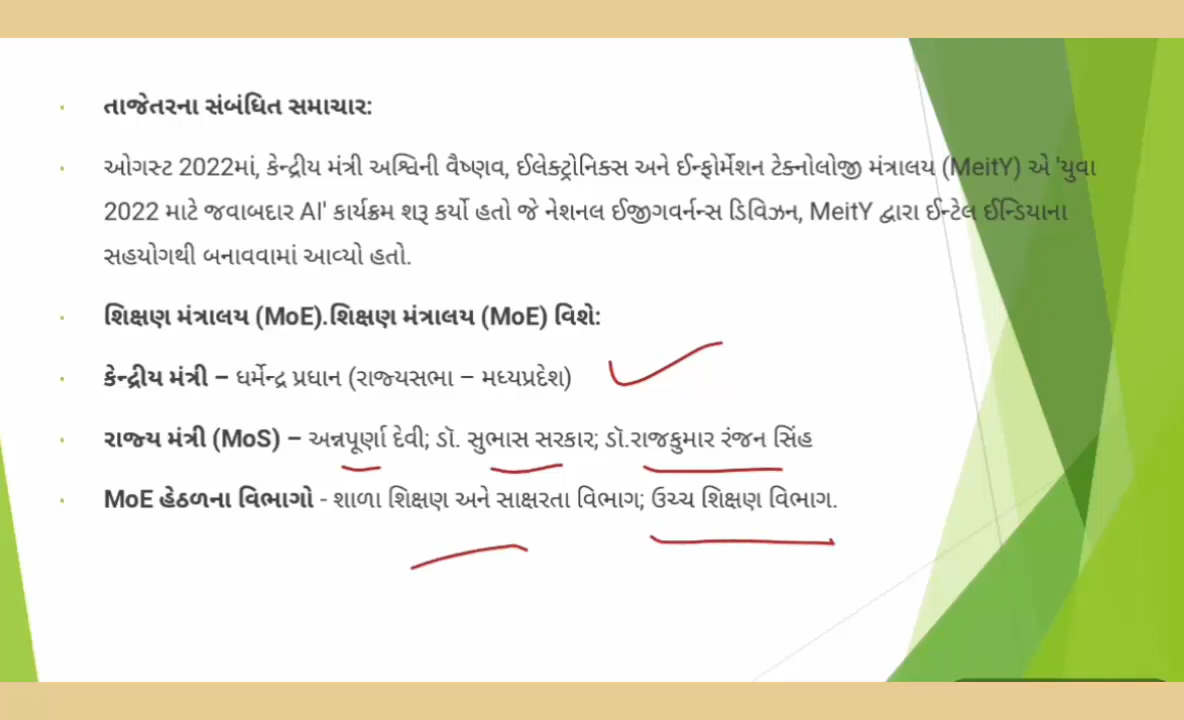 તાજેતરના સંબંધિત સમાચાર:
ઓગસ્ટ 2022માં, કેન્દ્રીય મંત્રી અશ્વિની વૈષ્ણવ, ઈલેક્ટ્રોનિક્સ અને ઈન્ફોર્મેશન ટેક્નોલોજી મંત્રાલય (MeitY) એ 'યુવા
2022 માટે જવાબદાર AI' કાર્યક્રમ શરૂ કર્યો હતો જે નેશનલ ઈજીગવર્નન્સ ડિવિઝન, MeitY દ્વારા ઈન્ટેલ ઈન્ડિયાના
સહયોગથી બનાવવામાં આવ્યો હતો.
શિક્ષણ મંત્રાલય (MoE).શિક્ષણ મંત્રાલય (MoE) વિશે:
કેન્દ્રીય મંત્રી – ધર્મેન્દ્ર પ્રધાન (રાજ્યસભા – મધ્યપ્રદેશ)
રાજ્ય મંત્રી (MoS) – અન્નપૂર્ણા દેવી; ડૉ. સુભાસ સરકાર; ડૉ.રાજકુમાર રંજન સિંહ
MoE હેઠળના વિભાગો - શાળા શિક્ષણ અને સાક્ષરતા વિભાગ; ઉચ્ચ શિક્ષણ વિભાગ.